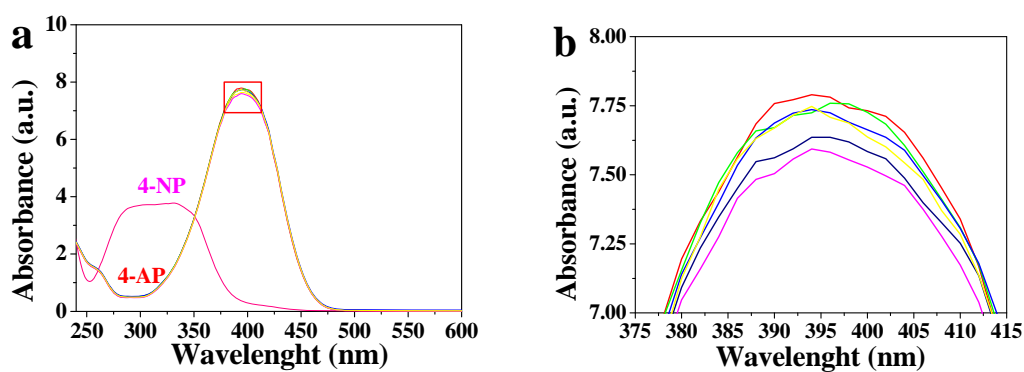 a
10
8
6
4
2
0
Absorbance (a.u.)
4-NP
4-AP
250 300 350 400 450 500 550 600
Wavelenght (nm)
b
8.00
7.75
7.50
7.25
7.00
Absorbance (a.u.)
375 380 385 390 395 400 405 410 415
Wavelenght (nm)